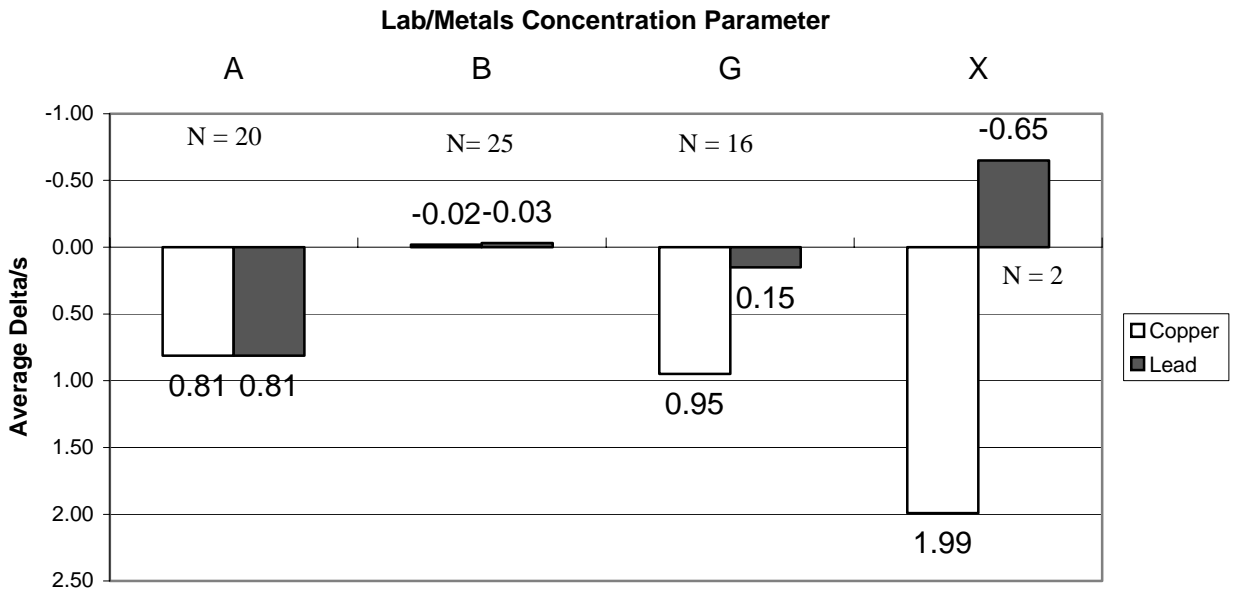 Lab/Metals Concentration Parameter
A B G X
-1.00
-0.50
0.00
0.50
1.00
1.50
2.00
2.50
Average Delta/s
N = 20
N= 25
N = 16
N = 2
0.81 0.81
-0.02 -0.03
0.95
0.15
1.99
-0.65
Copper
Lead